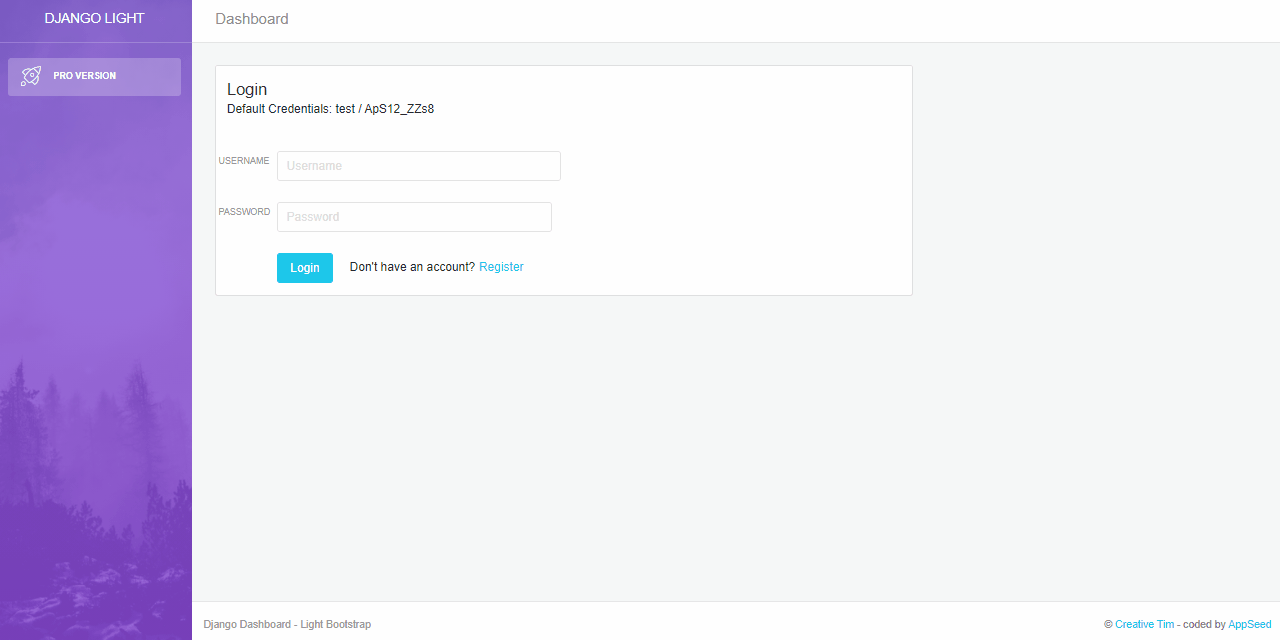 DJANGO LIGHT
Dashboard
PRO VERSION
Login
Default Credentials: test / ApS12_ZZs8
USERNAME
Username
PASSWORD
Password
Login
Don't have an account? Register
Django Dashboard - Light Bootstrap
© Creative Tim - coded by AppSeed